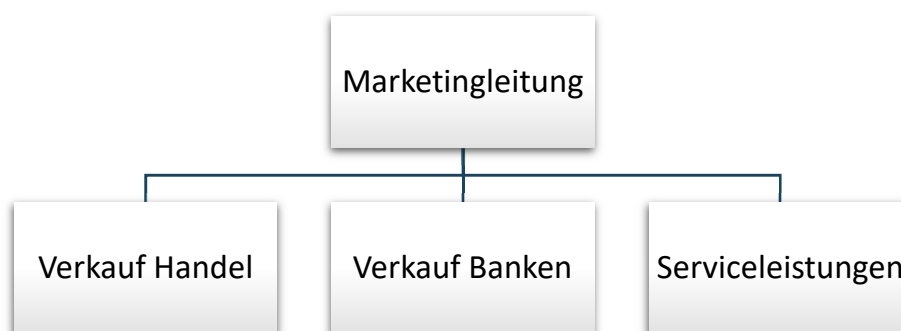 Marketingleitung
Verkauf Handel
Verkauf Banken
Serviceleistungen